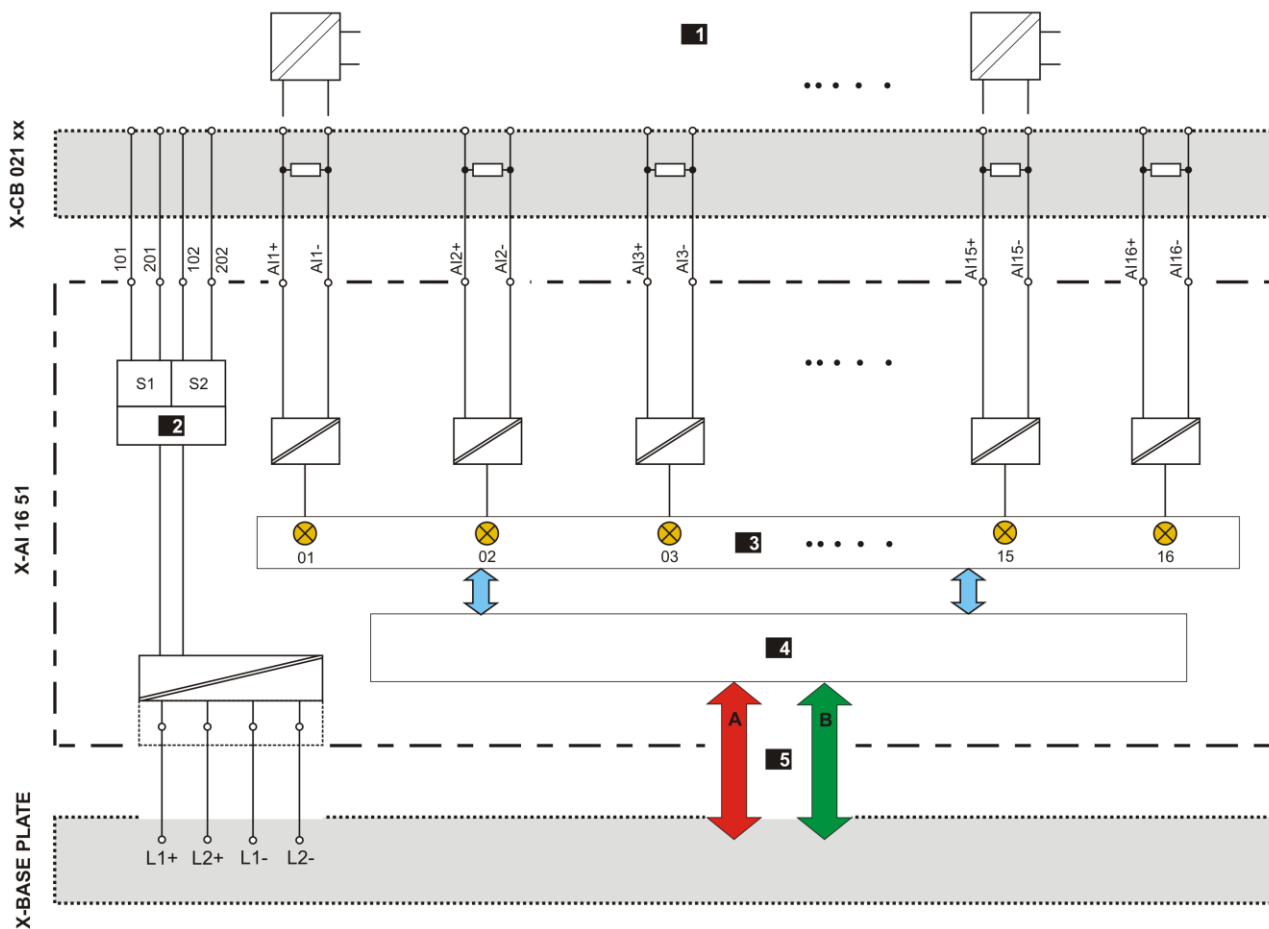 1
X-CB 021 xx
101
201
102
202
AI1+
AI1-
AI2+
AI2-
AI3+
AI3-
AI15+
AI15-
AI16+
AI16-
X-AI 16 51
S1
S2
2
01
02
03
3
15
16
4
A
B
5
X-BASE PLATE
L1+
L2+
L1-
L2-